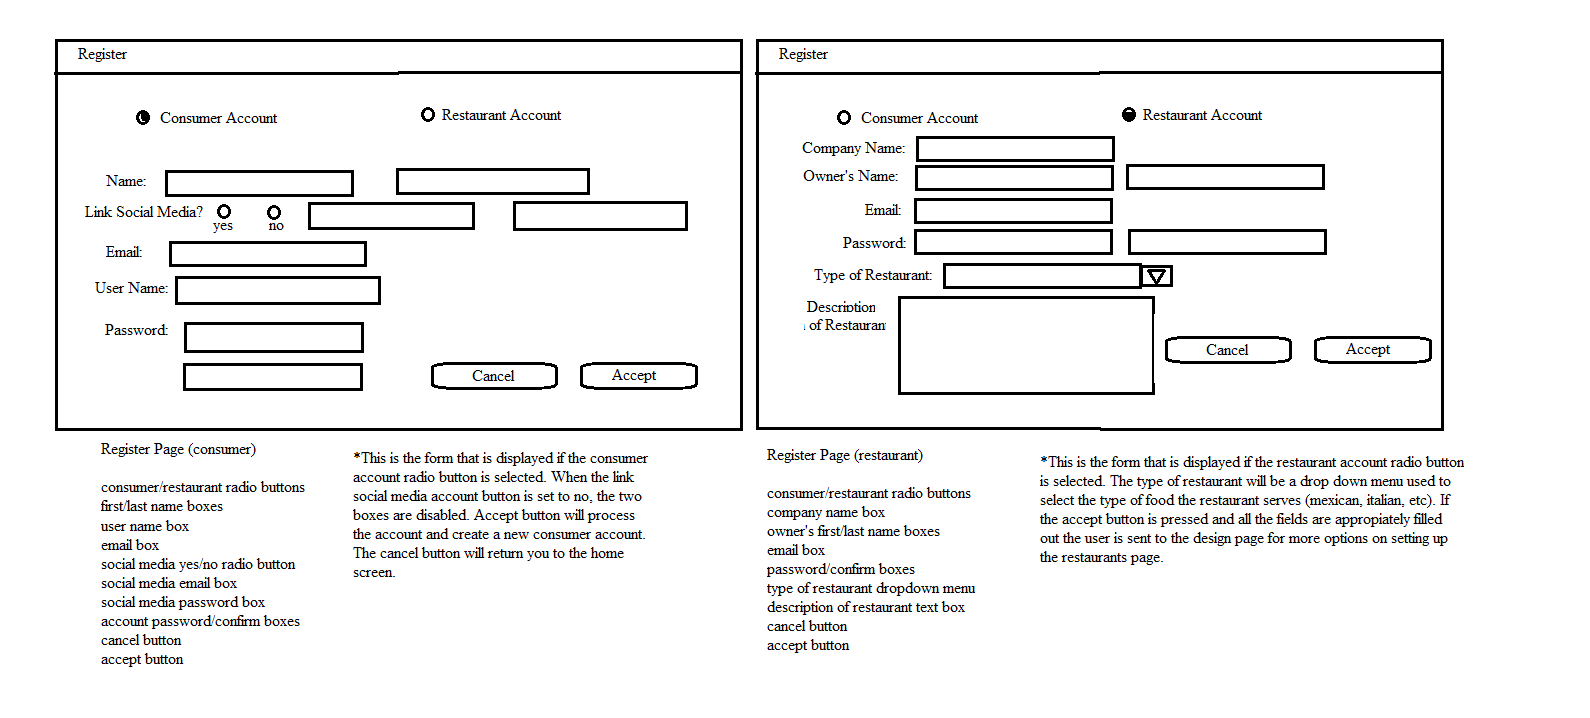 Register
Consumer Account
Restaurant Account
Name:
Link Social Media?
yes
no
Email:
User Name:
Password:
Cancel
Accept
Register Page (consumer)
consumer/restaurant radio buttons
first/last name boxes
user name box
email box
social media yes/no radio button
social media email box
social media password box
account password/confirm boxes
cancel button
accept button
*This is the form that is displayed if the consumer
account radio button is selected. When the link
social media account button is set to no, the two
boxes are disabled. Accept button will process
the account and create a new consumer account.
The cancel button will return you to the home
screen.
Register
Consumer Account
Restaurant Account
Company Name:
Owner's Name:
Email:
Password:
Type of Restaurant:
Description
of Restaurant
Cancel
Accept
Register Page (restaurant)
consumer/restaurant radio buttons
company name box
owner's first/last name boxes
email box
password/confirm boxes
type of restaurant dropdown menu
description of restaurant text box
cancel button
accept button
*This is the form that is displayed if the restaurant account radio button
is selected. The type of restaurant will be a drop down menu used to
select the type of food the restaurant serves (mexican, italian, etc). If
the accept button is pressed and all the fields are appropiately filled
out the user is sent to the design page for more options on setting up
the restaurants page.